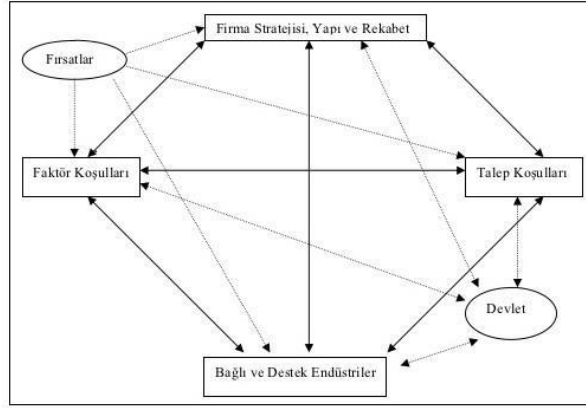 Firma Stratejisi, Yapı ve Rekabet
Fırsatlar
Faktör Koşulları
Talep Koşulları
Devlet
Bağlı ve Destek Endüstriler